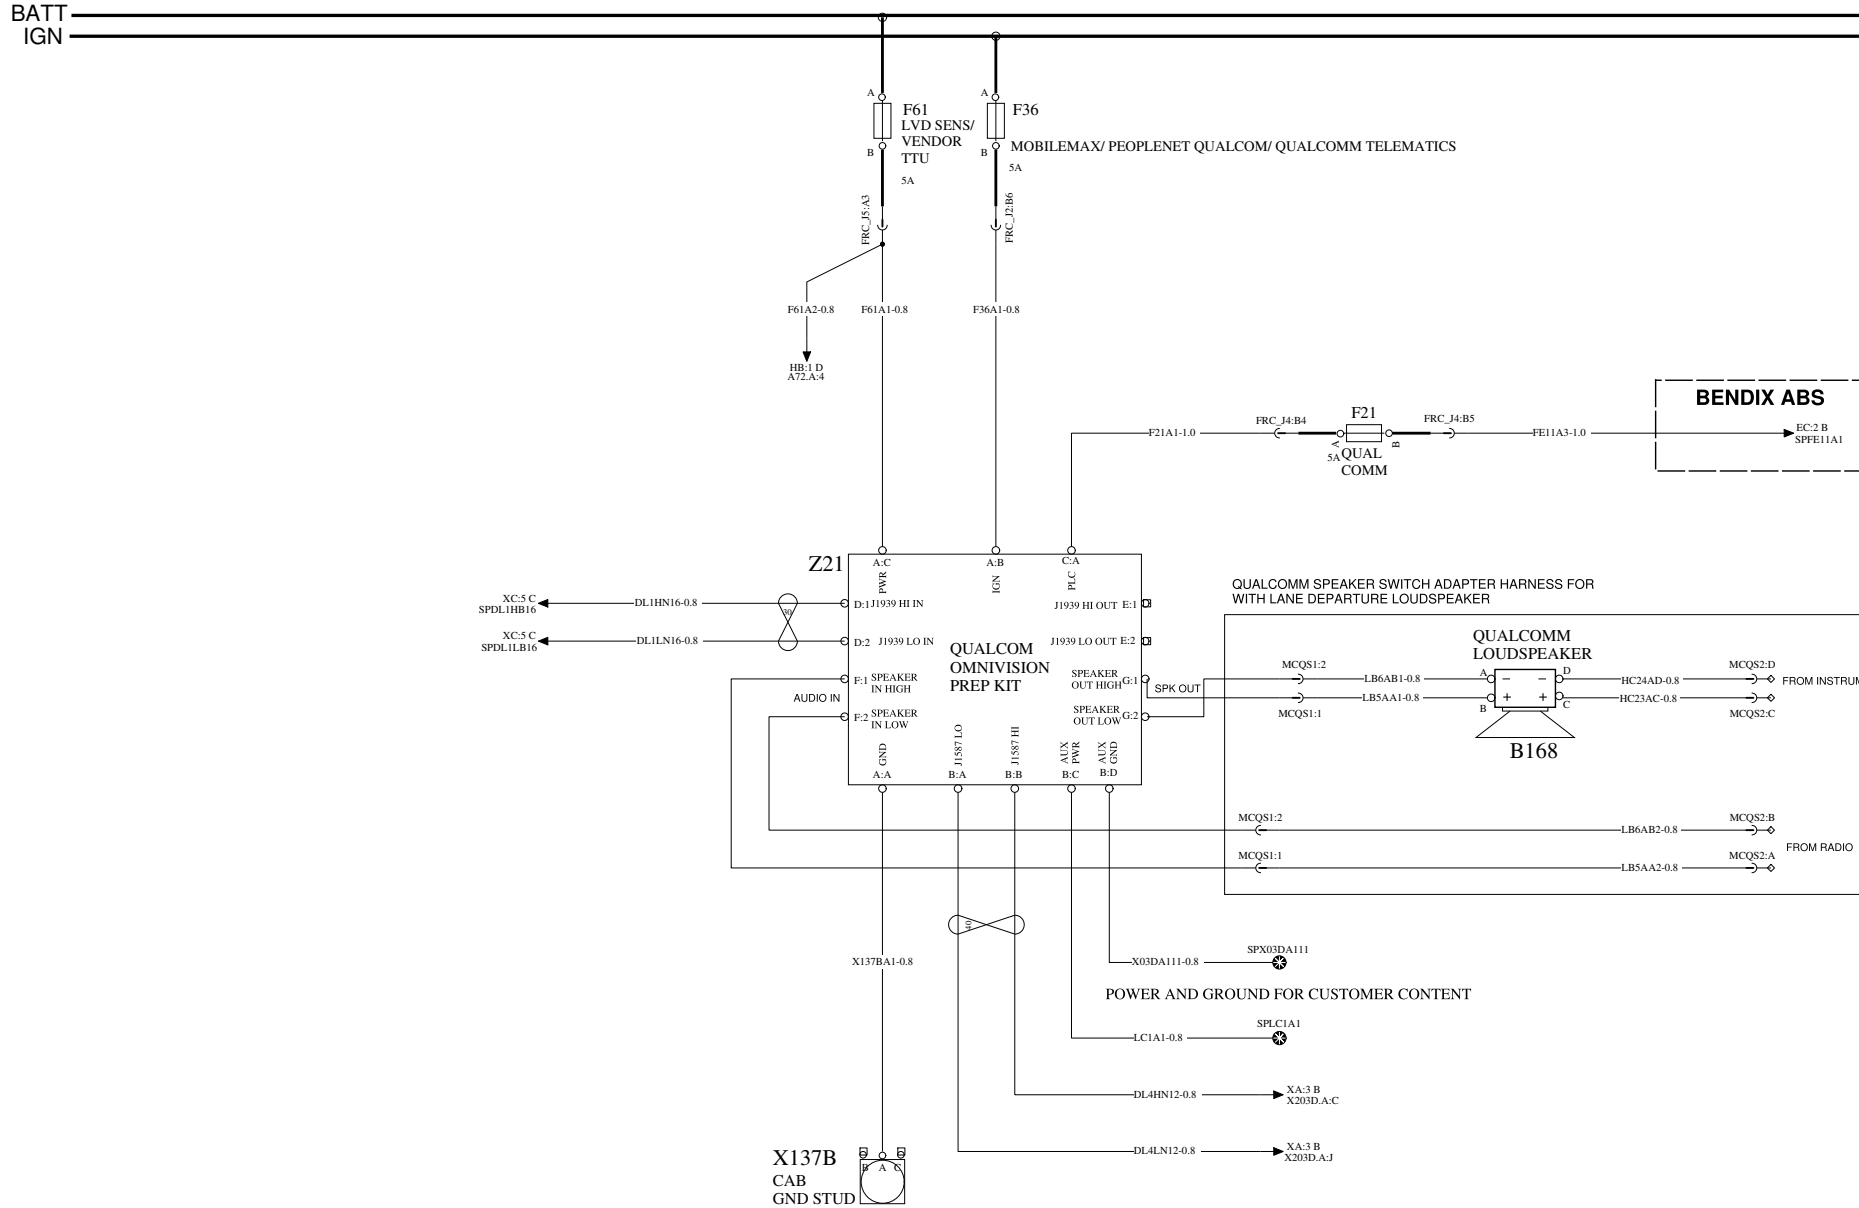 BATT
IGN
A
F61
LVD SENS/
VENDOR
TTU
B
5A
FRC_J5:A3
A
F36
B
MOBILEMAX/ PEOPLENET QUALCOM/ QUALCOMM TELEMATICS
5A
FRC_J2:B6
F61A2-0.8
F61A1-0.8
F36A1-0.8
HB:1 D
A72.A:4
BENDIX ABS
F21A1-1.0
FRC_J4:B4
F21
A
B
5A
QUAL
COMM
FRC_J4:B5
FE11A3-1.0
EC:2 B
SPFE11A1
Z21
A:C
PWR
A:B
IGN
C:A
PLC
XC:5 C
SPDL1HB16
DL1HN16-0.8
30
D:1
J1939 HI IN
J1939 HI OUT
E:1
XC:5 C
SPDL1LB16
DL1LN16-0.8
D:2
J1939 LO IN
J1939 LO OUT
E:2
QUALCOM
OMNIVISION
PREP KIT
F:1
SPEAKER
IN HIGH
SPEAKER
OUT HIGH
G:1
AUDIO IN
SPK OUT
F:2
SPEAKER
IN LOW
SPEAKER
OUT LOW
G:2
GND
A:A
J1587 LO
B:A
J1587 HI
B:B
AUX
PWR
B:C
AUX
GND
B:D
QUALCOMM SPEAKER SWITCH ADAPTER HARNESS FOR
WITH LANE DEPARTURE LOUDSPEAKER
QUALCOMM
LOUDSPEAKER
MCQS1:2
LB6AB1-0.8
A
−
−
D
HC24AD-0.8
MCQS2:D
FROM INSTRUM
MCQS1:1
LB5AA1-0.8
B
+
+
C
HC23AC-0.8
MCQS2:C
B168
MCQS1:2
LB6AB2-0.8
MCQS2:B
FROM RADIO
MCQS1:1
LB5AA2-0.8
MCQS2:A
40
X137BA1-0.8
X03DA111-0.8
SPX03DA111
POWER AND GROUND FOR CUSTOMER CONTENT
LC1A1-0.8
SPLC1A1
DL4HN12-0.8
XA:3 B
X203D.A:C
DL4LN12-0.8
XA:3 B
X203D.A:J
X137B
CAB
GND STUD
B
A
C